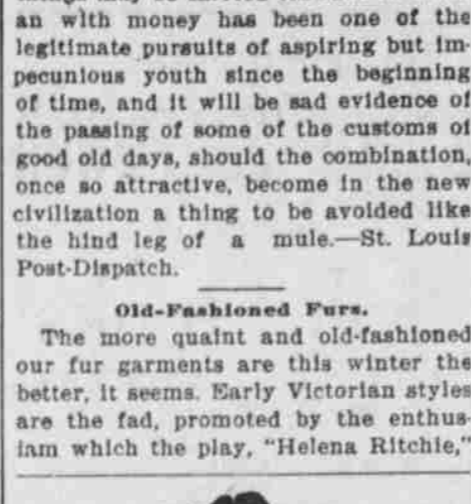 an with money has been one of the
legitimate pursuits of aspiring but im-
pecunious youth since the beginning
of time, and it will be sad evidence of
the passing of some of the customs of
good old days, should the combination,
once so attractive, become in the new
civilization a thing to be avoided like
the hind leg of a mule.—St. Louis
Post-Dispatch.
Old-Fashioned Furs.
The more quaint and old-fashioned
our fur garments are this winter the
better, it seems. Early Victorian styles
are the fad, promoted by the enthus-
iam which the play, "Helena Ritchie,"